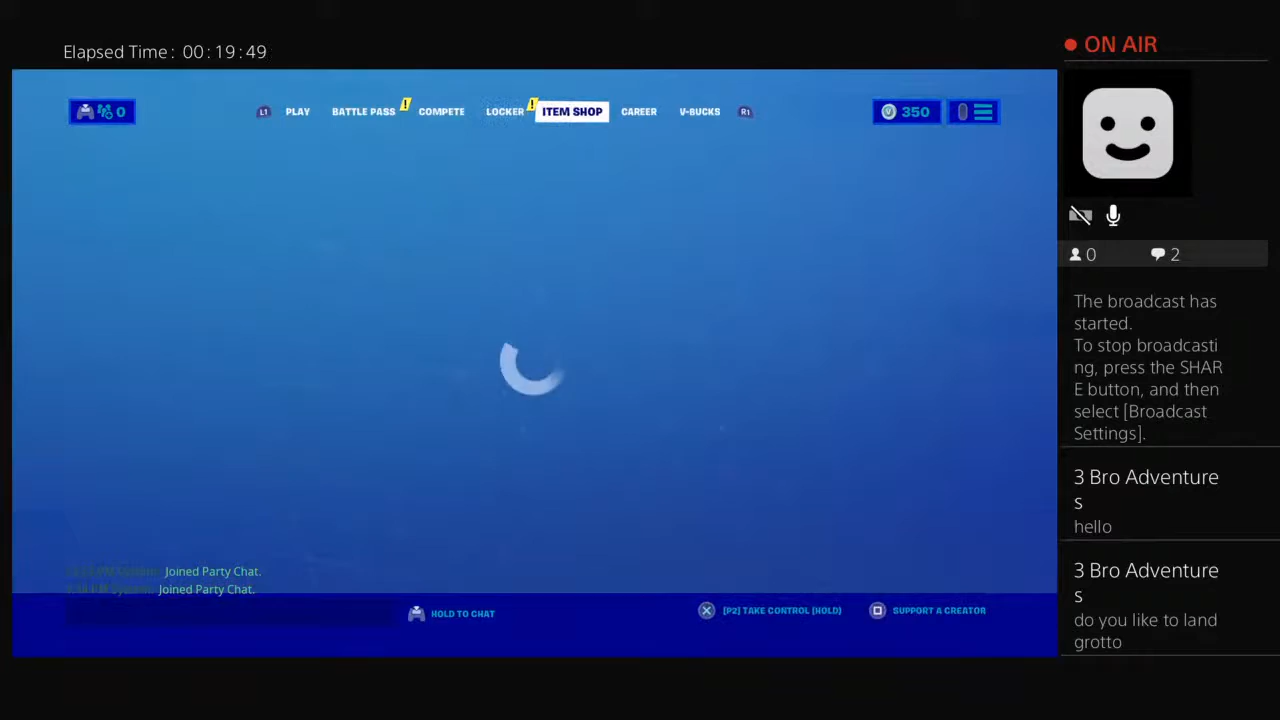 Elapsed Time: 00:19:49
ON AIR
0
L1 PLAY BATTLE PASS ! COMPETE LOCKER ! ITEM SHOP CAREER V-BUCKS R1
V 350
0 2
The broadcast has
started.
To stop broadcasti
ng, press the SHAR
E button, and then
select [Broadcast
Settings].
3 Bro Adventure
s
hello
3 Bro Adventure
s
do you like to land
grotto
Joined Party Chat.
Joined Party Chat.
HOLD TO CHAT
[P2] TAKE CONTROL [HOLD]
SUPPORT A CREATOR